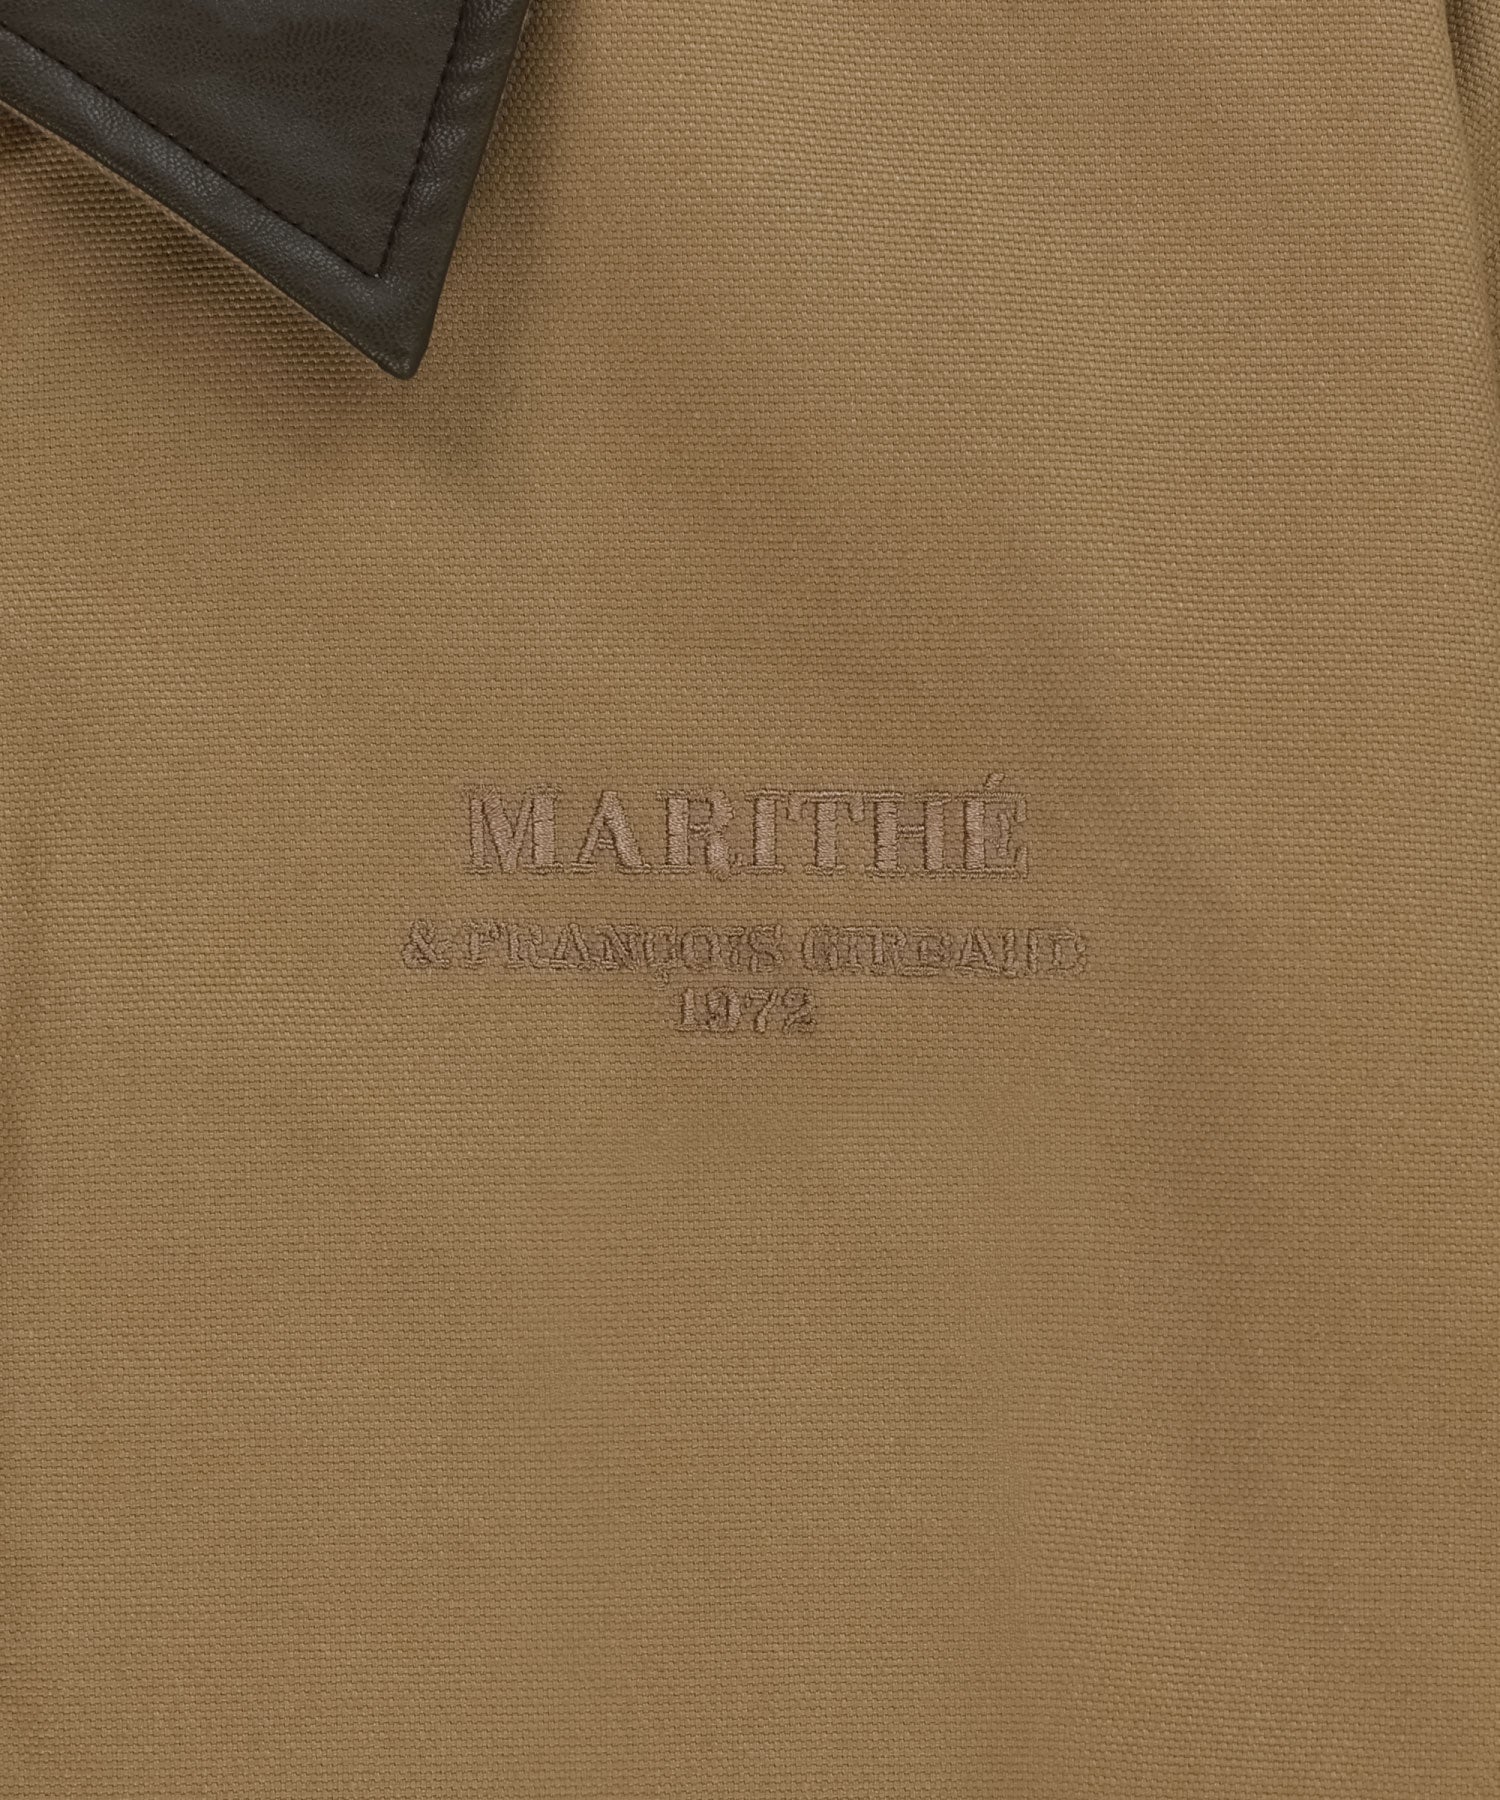 MARITHÉ
& FRANÇOIS GIRBAUD
1972